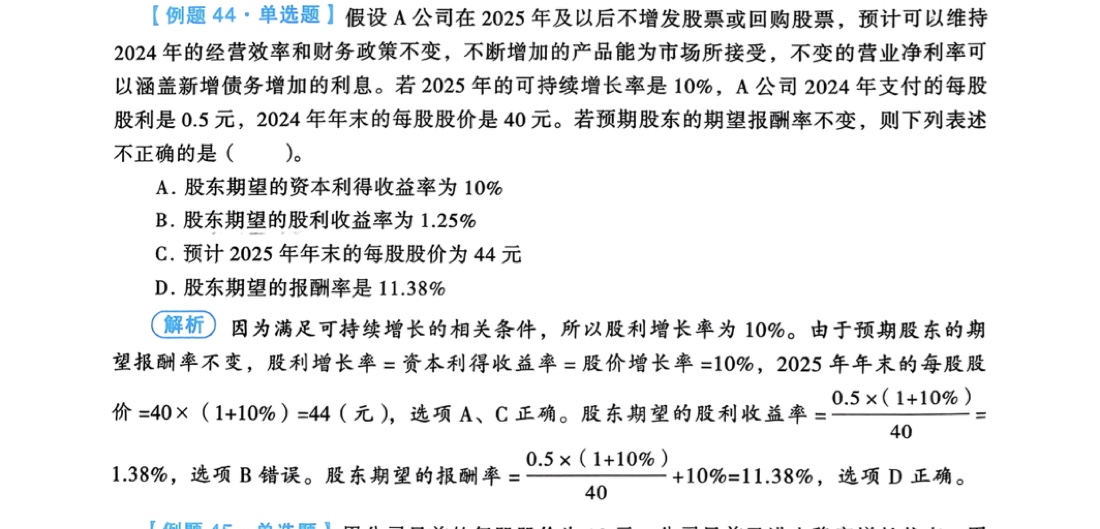 【例题 44·单选题】假设 A 公司在 2025 年及以后不增发股票或回购股票，预计可以维持
2024 年的经营效率和财务政策不变，不断增加的产品能为市场所接受，不变的营业净利率可
以涵盖新增债务增加的利息。若 2025 年的可持续增长率是 10%，A 公司 2024 年支付的每股
股利是 0.5 元，2024 年年末的每股股价是 40 元。若预期股东的期望报酬率不变，则下列表述
不正确的是（　　）。
A. 股东期望的资本利得收益率为 10%
B. 股东期望的股利收益率为 1.25%
C. 预计 2025 年年末的每股股价为 44 元
D. 股东期望的报酬率是 11.38%
解析 因为满足可持续增长的相关条件，所以股利增长率为 10%。由于预期股东的期
望报酬率不变，股利增长率 = 资本利得收益率 = 股价增长率 =10%，2025 年年末的每股股
价 =40×（1+10%）=44（元），选项 A、C 正确。股东期望的股利收益率 = 0.5×（1+10%）/40 =
1.38%，选项 B 错误。股东期望的报酬率 = 0.5×（1+10%）/40 +10%=11.38%，选项 D 正确。